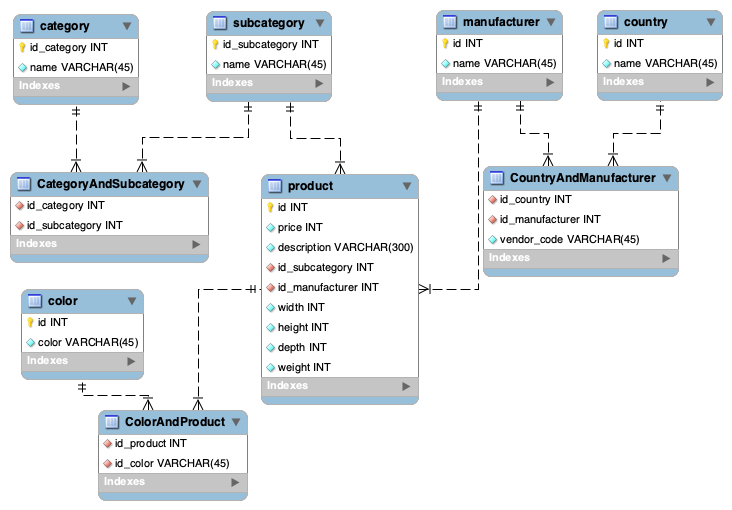 category
id_category INT
name VARCHAR(45)
Indexes
subcategory
id_subcategory INT
name VARCHAR(45)
Indexes
manufacturer
id INT
name VARCHAR(45)
Indexes
country
id INT
name VARCHAR(45)
Indexes
CategoryAndSubcategory
id_category INT
id_subcategory INT
Indexes
product
id INT
price INT
description VARCHAR(300)
id_subcategory INT
id_manufacturer INT
width INT
height INT
depth INT
weight INT
Indexes
CountryAndManufacturer
id_country INT
id_manufacturer INT
vendor_code VARCHAR(45)
Indexes
color
id INT
color VARCHAR(45)
Indexes
ColorAndProduct
id_product INT
id_color VARCHAR(45)
Indexes